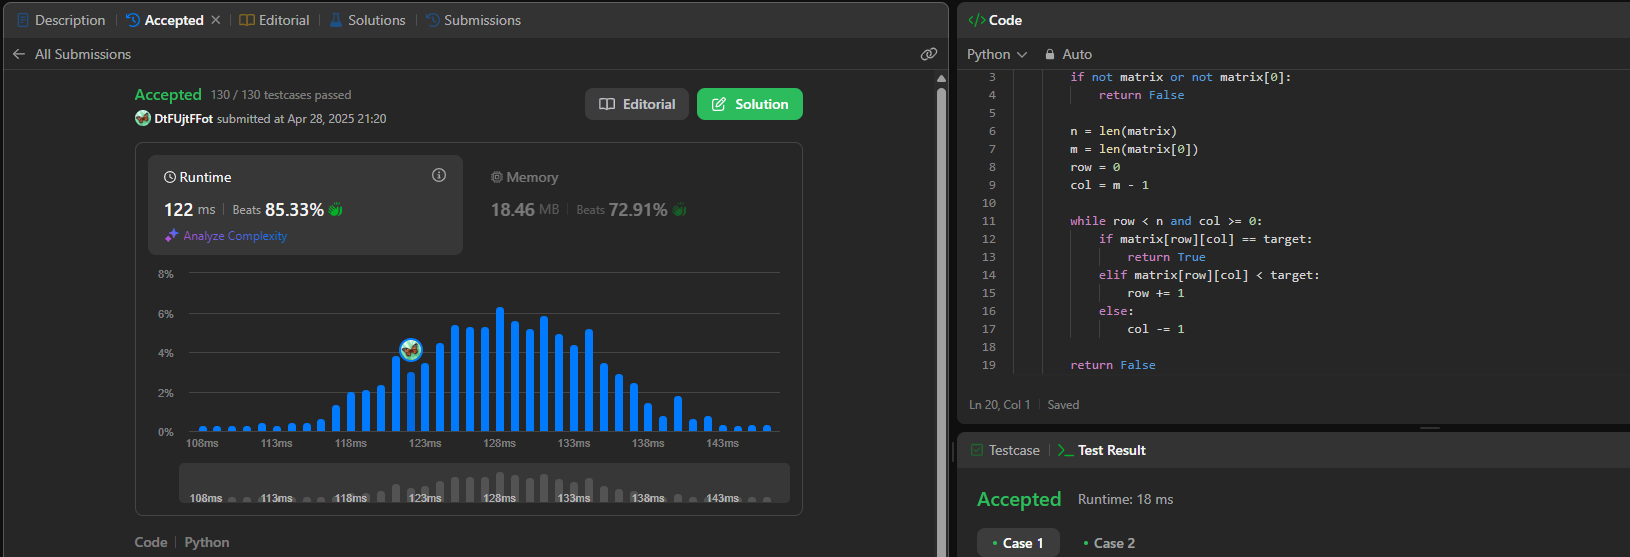 Description | Accepted × | Editorial | Solutions | Submissions
← All Submissions
Accepted 130 / 130 testcases passed
DtFUjtFFot submitted at Apr 28, 2025 21:20
Editorial
Solution
Runtime
122 ms | Beats 85.33%
Analyze Complexity
Memory
18.46 MB | Beats 72.91%
8%
6%
4%
2%
0%
108ms 113ms 118ms 123ms 128ms 133ms 138ms 143ms
108ms 113ms 118ms 123ms 128ms 133ms 138ms 143ms
Code | Python
</> Code
Python Auto
3 if not matrix or not matrix[0]:
4 return False
5
6 n = len(matrix)
7 m = len(matrix[0])
8 row = 0
9 col = m - 1
10
11 while row < n and col >= 0:
12 if matrix[row][col] == target:
13 return True
14 elif matrix[row][col] < target:
15 row += 1
16 else:
17 col -= 1
18
19 return False
Ln 20, Col 1 | Saved
Testcase | >_ Test Result
Accepted Runtime: 18 ms
• Case 1 • Case 2